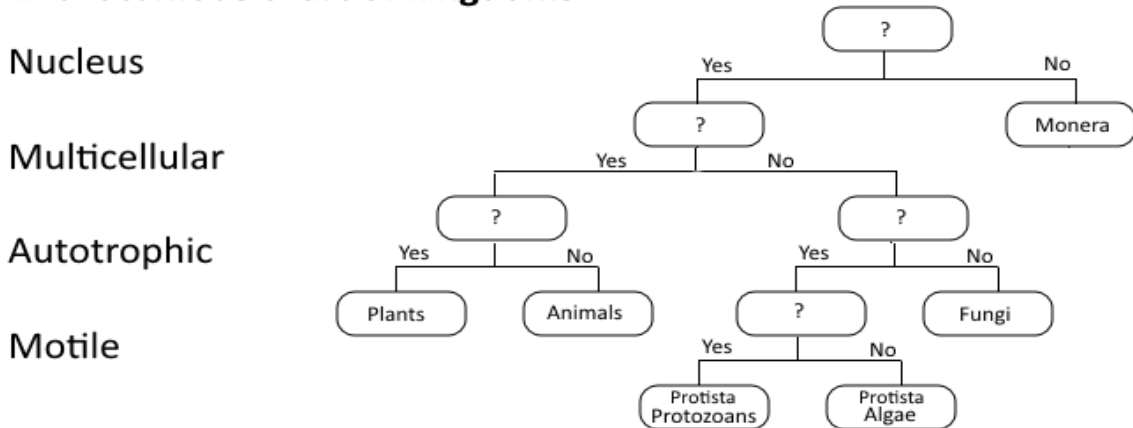 Nucleus
?
Yes
No
?
Monera
Multicellular
Yes
No
?
?
Autotrophic
Yes
No
Yes
No
Plants
Animals
?
Fungi
Motile
Yes
No
Protista
Protozoans
Protista
Algae